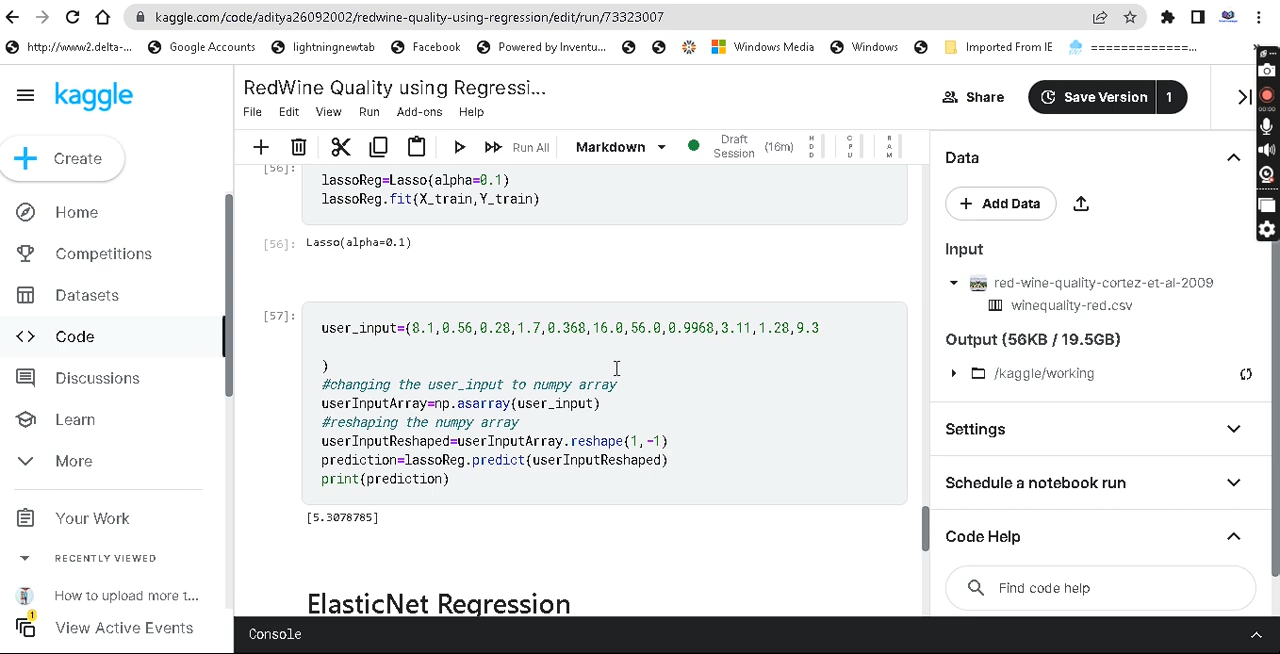 kaggle.com/code/aditya26092002/redwine-quality-using-regression/edit/run/73323007
http://www2.delta-... Google Accounts lightningnewtab Facebook Powered by Inventu... Windows Media Windows Imported From IE =============...
kaggle
Create
Home
Competitions
Datasets
Code
Discussions
Learn
More
Your Work
RECENTLY VIEWED
How to upload more t...
1
View Active Events
RedWine Quality using Regressi...
File Edit View Run Add-ons Help
Share
Save Version 1
Run All Markdown Draft Session (16m) HDD CPU RAM
[56]:
lassoReg=Lasso(alpha=0.1)
lassoReg.fit(X_train,Y_train)
[56]: Lasso(alpha=0.1)
[57]:
user_input=(8.1,0.56,0.28,1.7,0.368,16.0,56.0,0.9968,3.11,1.28,9.3
)
#changing the user_input to numpy array
userInputArray=np.asarray(user_input)
#reshaping the numpy array
userInputReshaped=userInputArray.reshape(1,-1)
prediction=lassoReg.predict(userInputReshaped)
print(prediction)
[5.3078785]
ElasticNet Regression
Console
Data
Add Data
Input
red-wine-quality-cortez-et-al-2009
winequality-red.csv
Output (56KB / 19.5GB)
/kaggle/working
Settings
Schedule a notebook run
Code Help
Find code help
00:00